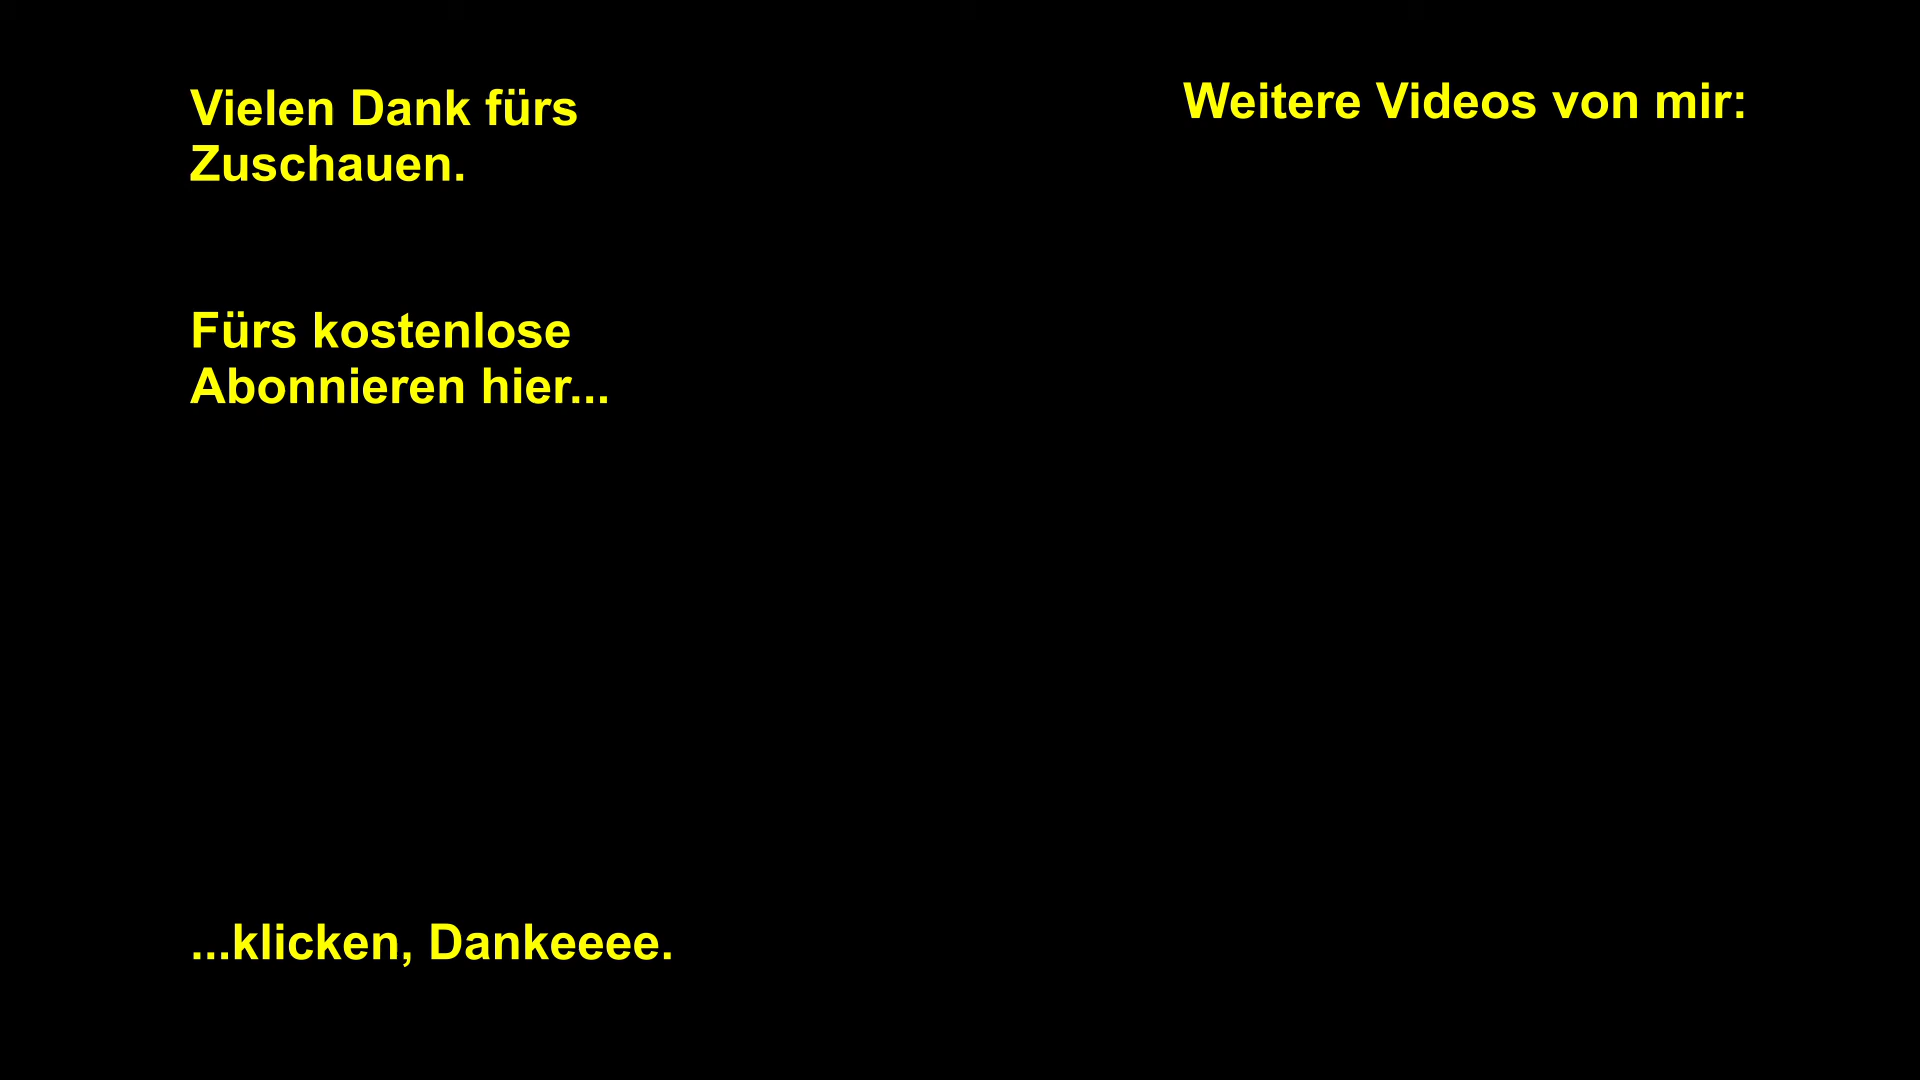 Vielen Dank fürs
Zuschauen.
Fürs kostenlose
Abonnieren hier...
...klicken, Dankeeee.
Weitere Videos von mir: